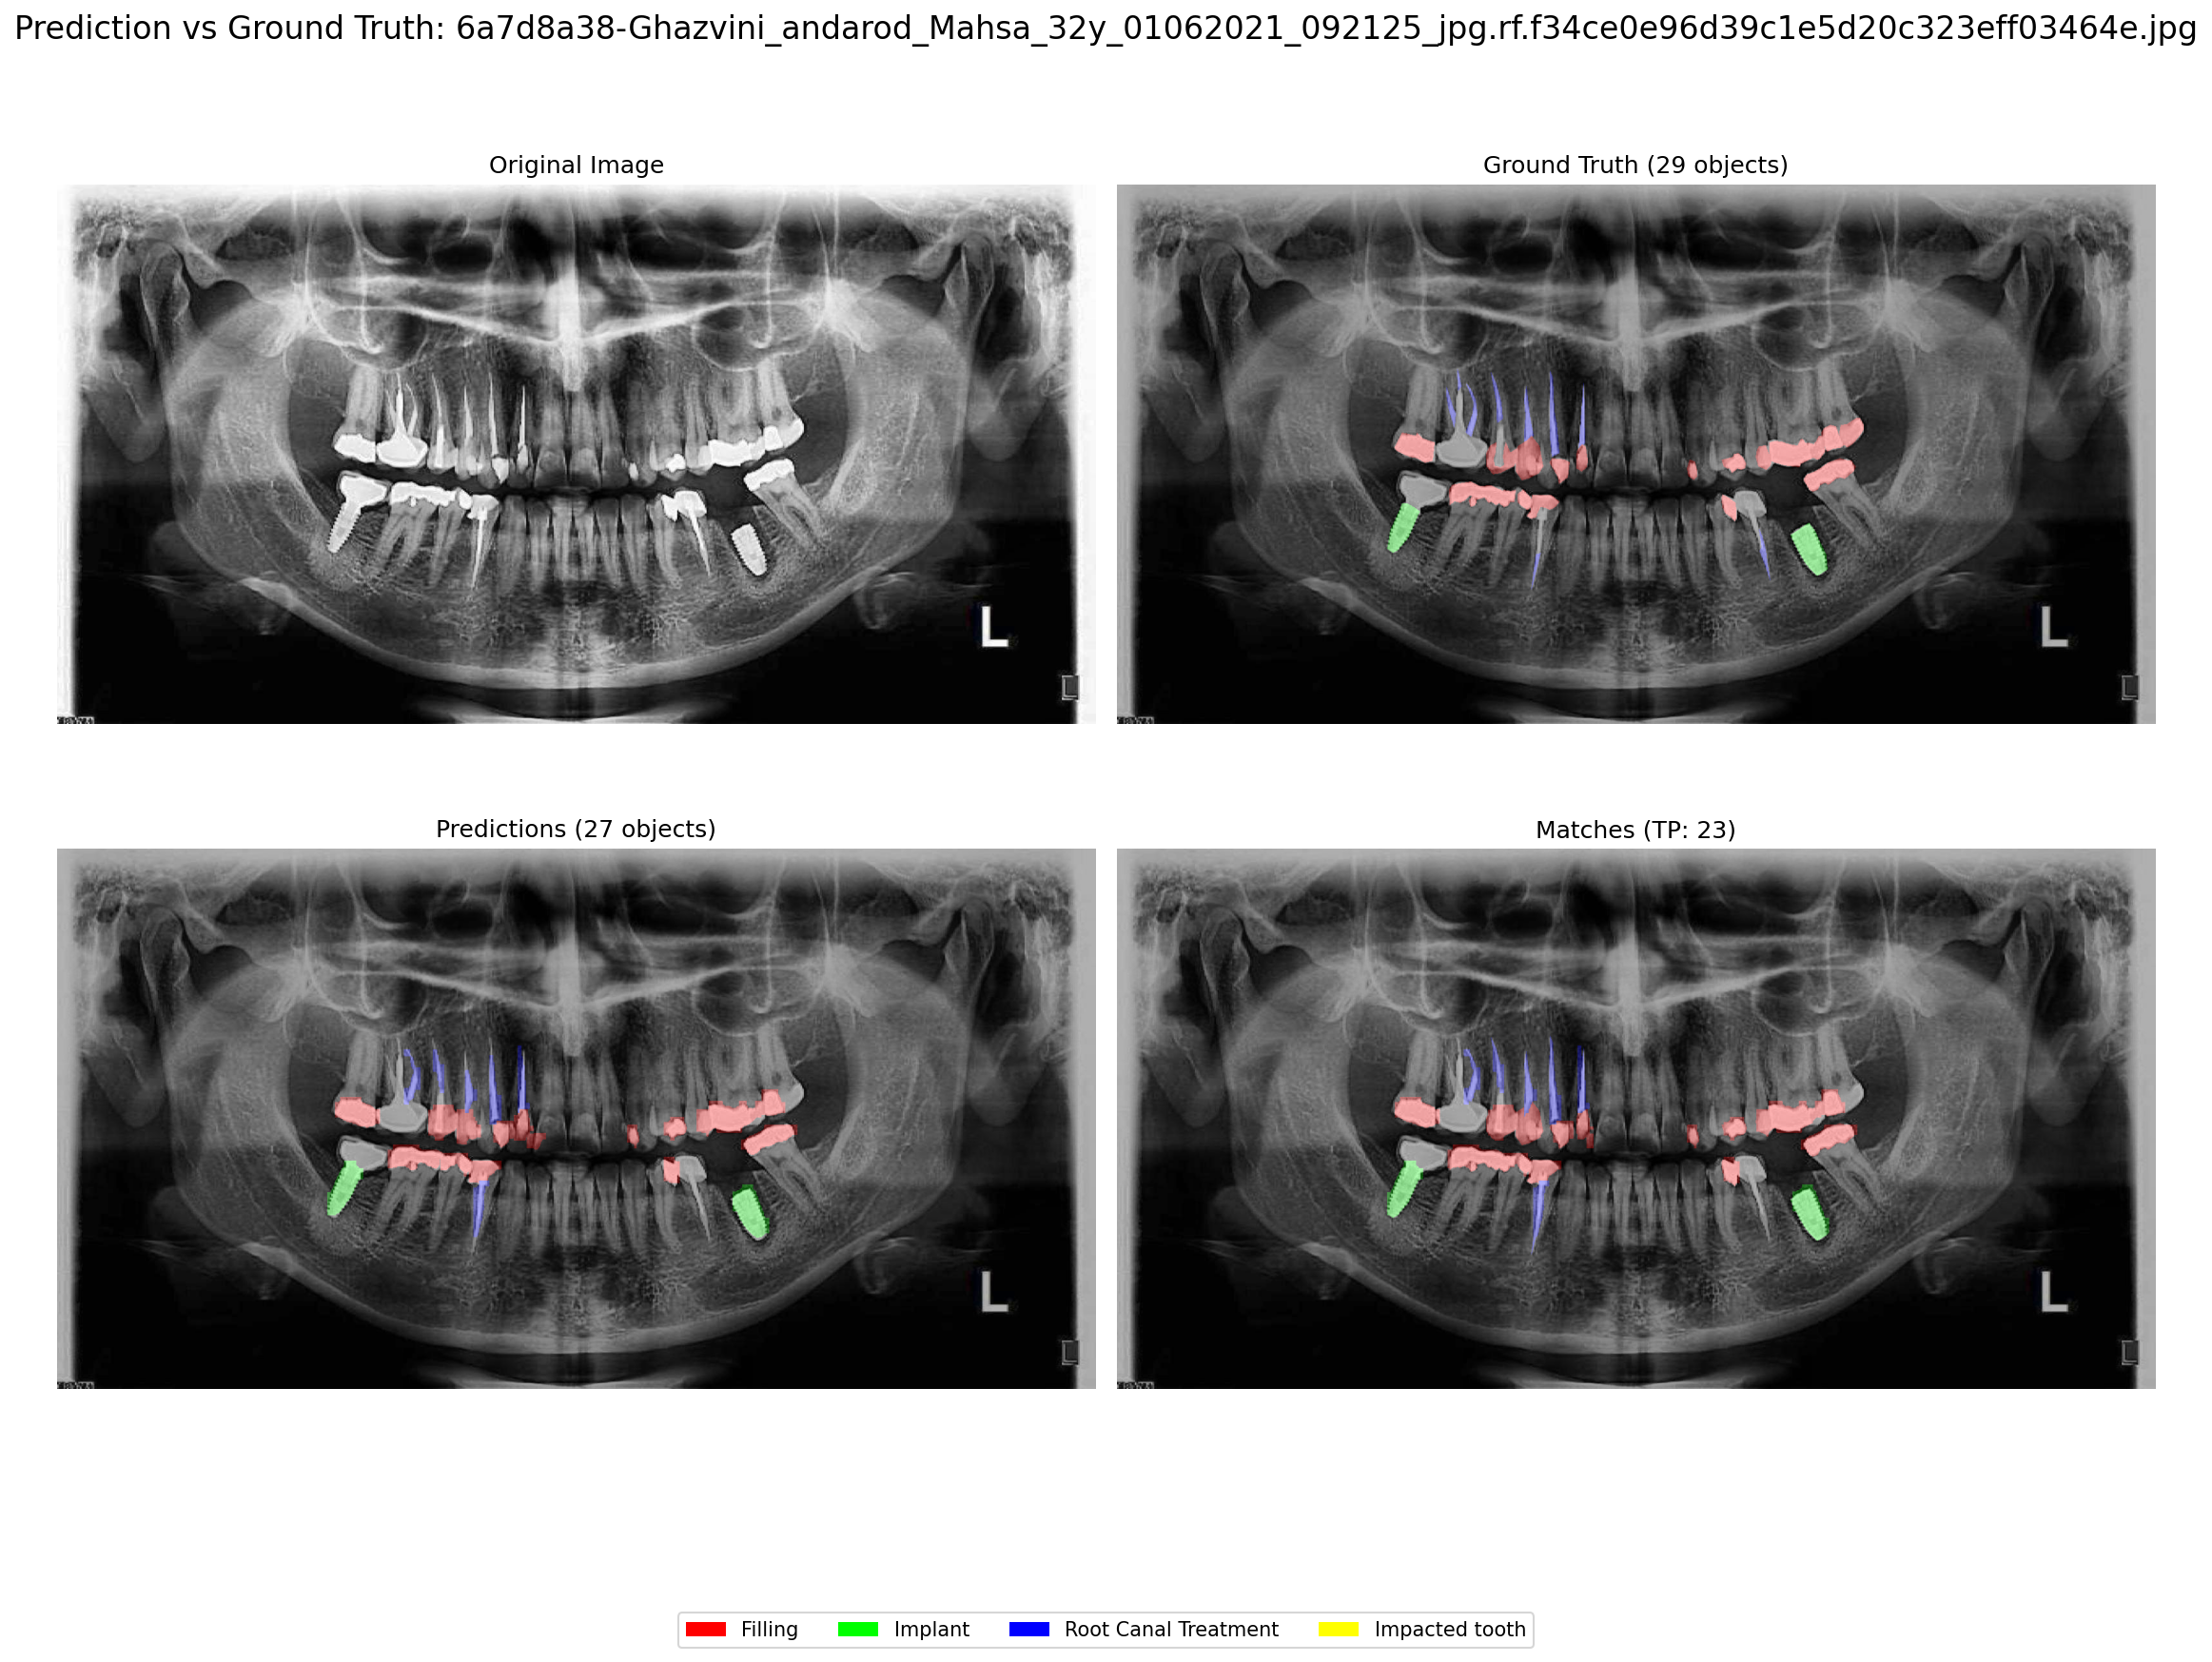 Prediction vs Ground Truth: 6a7d8a38-Ghazvini_andarod_Mahsa_32y_01062021_092125_jpg.rf.f34ce0e96d39c1e5d20c323eff03464e.jpg
Original Image
Ground Truth (29 objects)
L
L
Predictions (27 objects)
Matches (TP: 23)
L
L
Filling
Implant
Root Canal Treatment
Impacted tooth